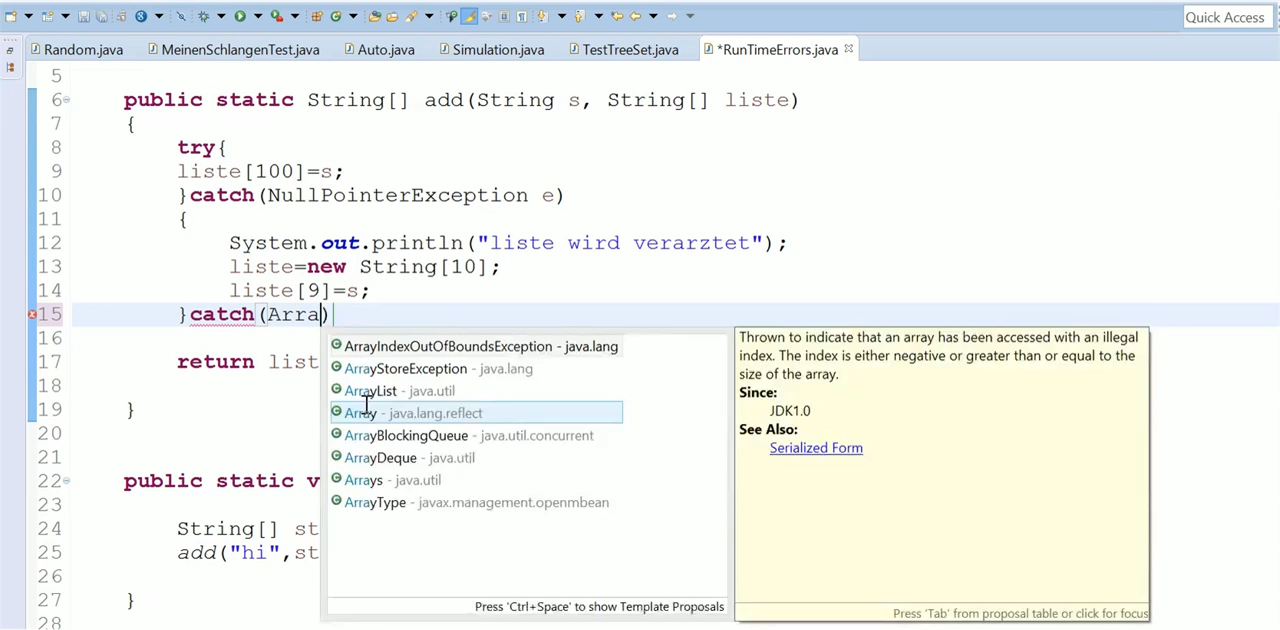 Quick Access
Random.java MeinenSchlangenTest.java Auto.java Simulation.java TestTreeSet.java *RunTimeErrors.java
5
6 public static String[] add(String s, String[] liste)
7 {
8 try{
9 liste[100]=s;
10 }catch(NullPointerException e)
11 {
12 System.out.println("liste wird verarztet");
13 liste=new String[10];
14 liste[9]=s;
15 }catch(Arra)
16
17 return list
18
19 }
20
21
22 public static v
23
24 String[] st
25 add("hi",st
26
27 }
28
ArrayIndexOutOfBoundsException - java.lang
ArrayStoreException - java.lang
ArrayList - java.util
Array - java.lang.reflect
ArrayBlockingQueue - java.util.concurrent
ArrayDeque - java.util
Arrays - java.util
ArrayType - javax.management.openmbean
Press 'Ctrl+Space' to show Template Proposals
Thrown to indicate that an array has been accessed with an illegal
index. The index is either negative or greater than or equal to the
size of the array.
Since:
JDK1.0
See Also:
Serialized Form
Press 'Tab' from proposal table or click for focus